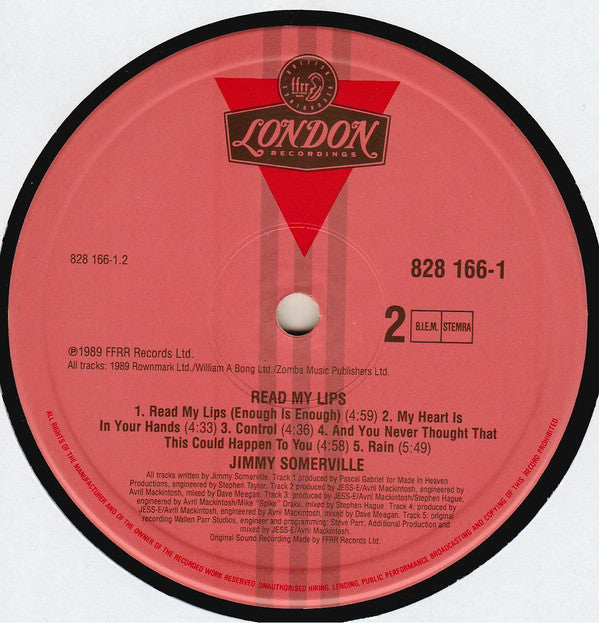 BRITISH
ffrr
RECORDINGS
LONDON
RECORDINGS
828 166-1.2
828 166-1
2
B.I.E.M. STEMRA
℗1989 FFRR Records Ltd.
All tracks: 1989 Rownmark Ltd./William A Bong Ltd./Zomba Music Publishers Ltd.
READ MY LIPS
1. Read My Lips (Enough Is Enough) (4:59) 2. My Heart Is
In Your Hands (4:33) 3. Control (4:36) 4. And You Never Thought That
This Could Happen To You (4:58) 5. Rain (5:49)
JIMMY SOMERVILLE
All tracks written by Jimmy Somerville. Track 1 produced by Pascal Gabriel for Made In Heaven
Productions, engineered by Stephen Taylor. Track 2 produced by JESS-E/Avril Mackintosh, engineered by
Avril Mackintosh, mixed by Dave Meegan. Track 3: produced by JESS-E/Avril Mackintosh/Stephen Hague,
engineered by Avril Mackintosh/Mike "Spike" Drake, mixed by Stephen Hague. Track 4: produced by
JESS-E/Avril Mackintosh, engineered by Avril Mackintosh, mixed by Dave Meegan. Track 5: original
recording Wallen Parr Studios, engineer and programming: Steve Parr, Additional Production and
remix by JESS-E/Avril Mackintosh.
Original Sound Recording Made by FFRR Records Ltd.
ALL RIGHTS OF THE MANUFACTURER AND OF THE OWNER OF THE RECORDED WORK RESERVED. UNAUTHORISED HIRING, LENDING, PUBLIC PERFORMANCE BROADCASTING AND COPYING OF THIS RECORD PROHIBITED.